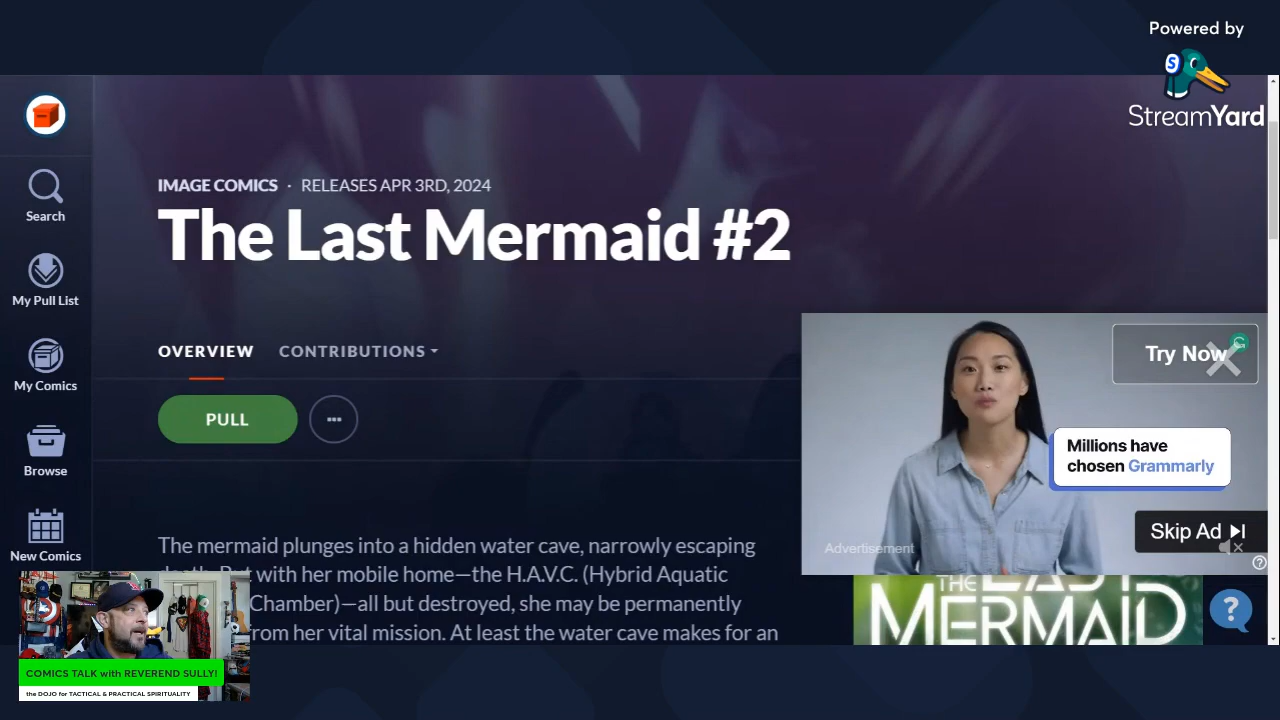 Powered by
StreamYard
Search
My Pull List
My Comics
Browse
New Comics
IMAGE COMICS · RELEASES APR 3RD, 2024
The Last Mermaid #2
OVERVIEW CONTRIBUTIONS
PULL
The mermaid plunges into a hidden water cave, narrowly escaping
with her mobile home—the H.A.V.C. (Hybrid Aquatic
Chamber)—all but destroyed, she may be permanently
from her vital mission. At least the water cave makes for an
Try Now
Millions have
chosen Grammarly
Skip Ad
Advertisement
THE LAST
MERMAID
COMICS TALK with REVEREND SULLY!
the DOJO for TACTICAL & PRACTICAL SPIRITUALITY